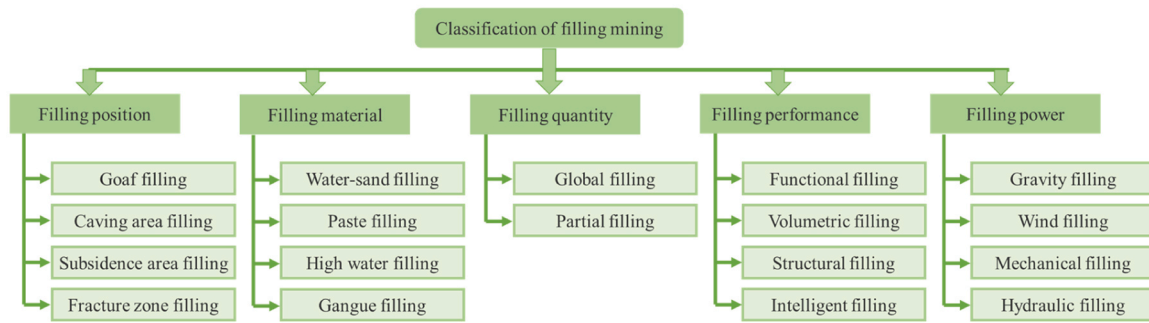 Classification of filling mining
Filling position
Filling material
Filling quantity
Filling performance
Filling power
Goaf filling
Caving area filling
Subsidence area filling
Fracture zone filling
Water-sand filling
Paste filling
High water filling
Gangue filling
Global filling
Partial filling
Functional filling
Volumetric filling
Structural filling
Intelligent filling
Gravity filling
Wind filling
Mechanical filling
Hydraulic filling